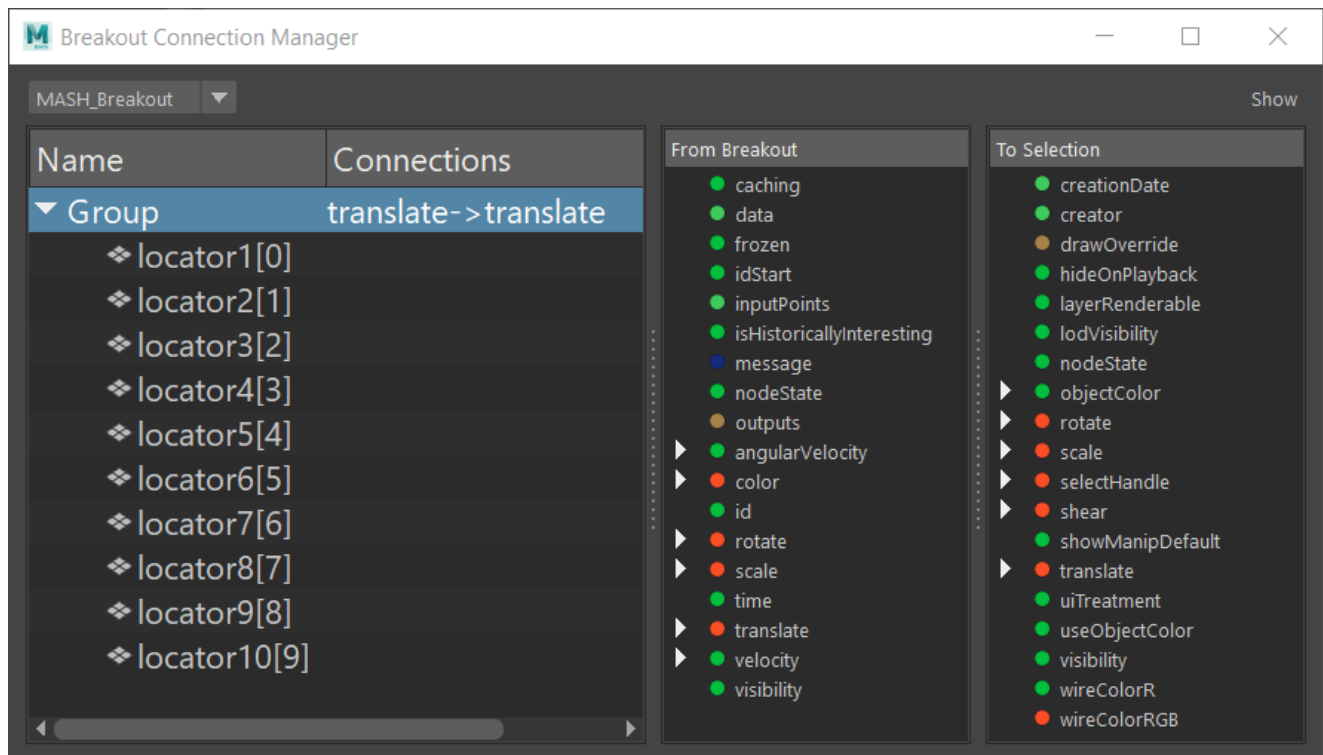 Breakout Connection Manager
MASH_Breakout
Show
Name Connections
Group translate->translate
locator1[0]
locator2[1]
locator3[2]
locator4[3]
locator5[4]
locator6[5]
locator7[6]
locator8[7]
locator9[8]
locator10[9]
From Breakout
caching
data
frozen
idStart
inputPoints
isHistoricallyInteresting
message
nodeState
outputs
angularVelocity
color
id
rotate
scale
time
translate
velocity
visibility
To Selection
creationDate
creator
drawOverride
hideOnPlayback
layerRenderable
lodVisibility
nodeState
objectColor
rotate
scale
selectHandle
shear
showManipDefault
translate
uiTreatment
useObjectColor
visibility
wireColorR
wireColorRGB